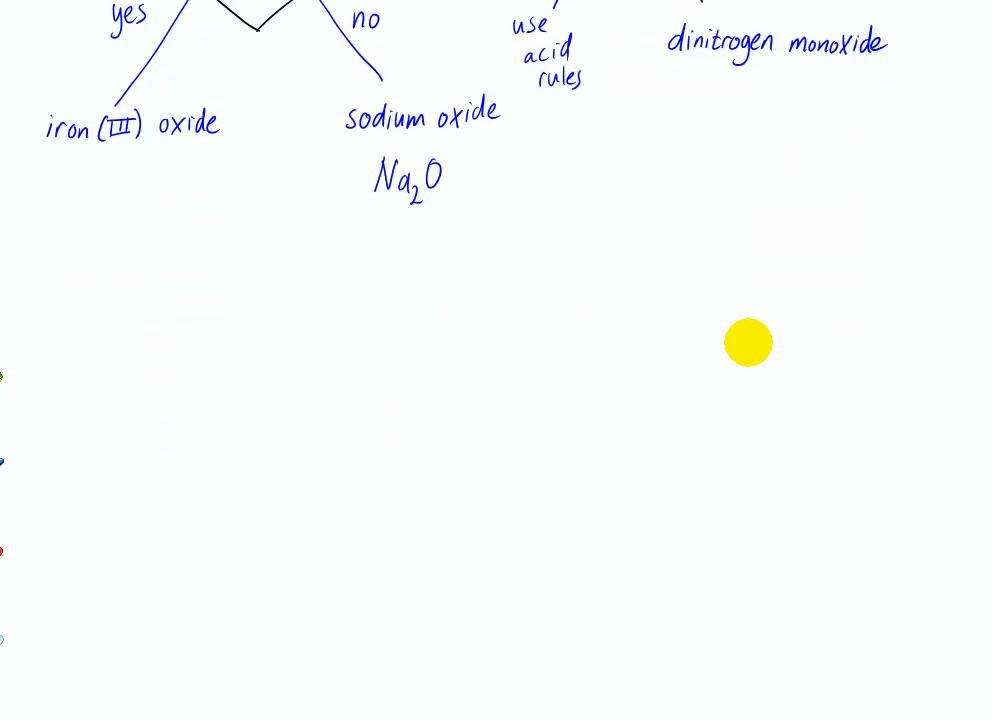 yes
no
use
acid
rules
dinitrogen monoxide
iron (III) oxide
sodium oxide
Na₂O